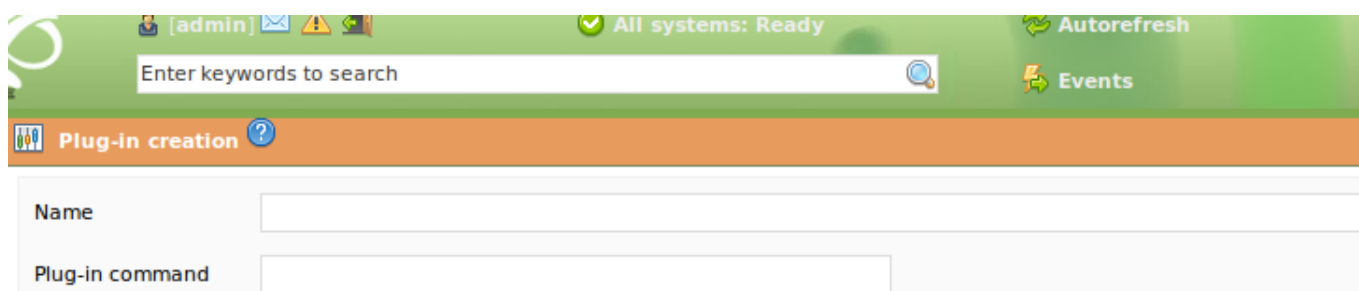 [admin]
All systems: Ready
Autorefresh
Enter keywords to search
Events
Plug-in creation
Name
Plug-in command